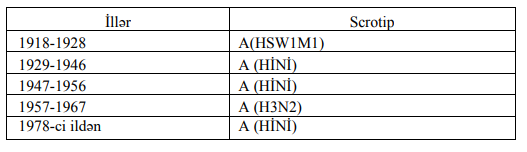 İllər Scrotip
1918-1928 A(HSW1M1)
1929-1946 A (HİNİ)
1947-1956 A (HİNİ)
1957-1967 A (H3N2)
1978-ci ildən A (HİNİ)